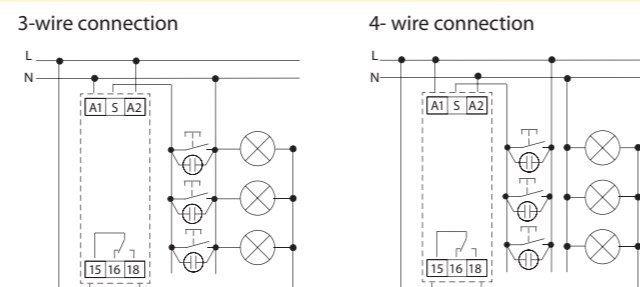 3-wire connection
4- wire connection
L
N
A1 S A2
15 16 18
L
N
A1 S A2
15 16 18